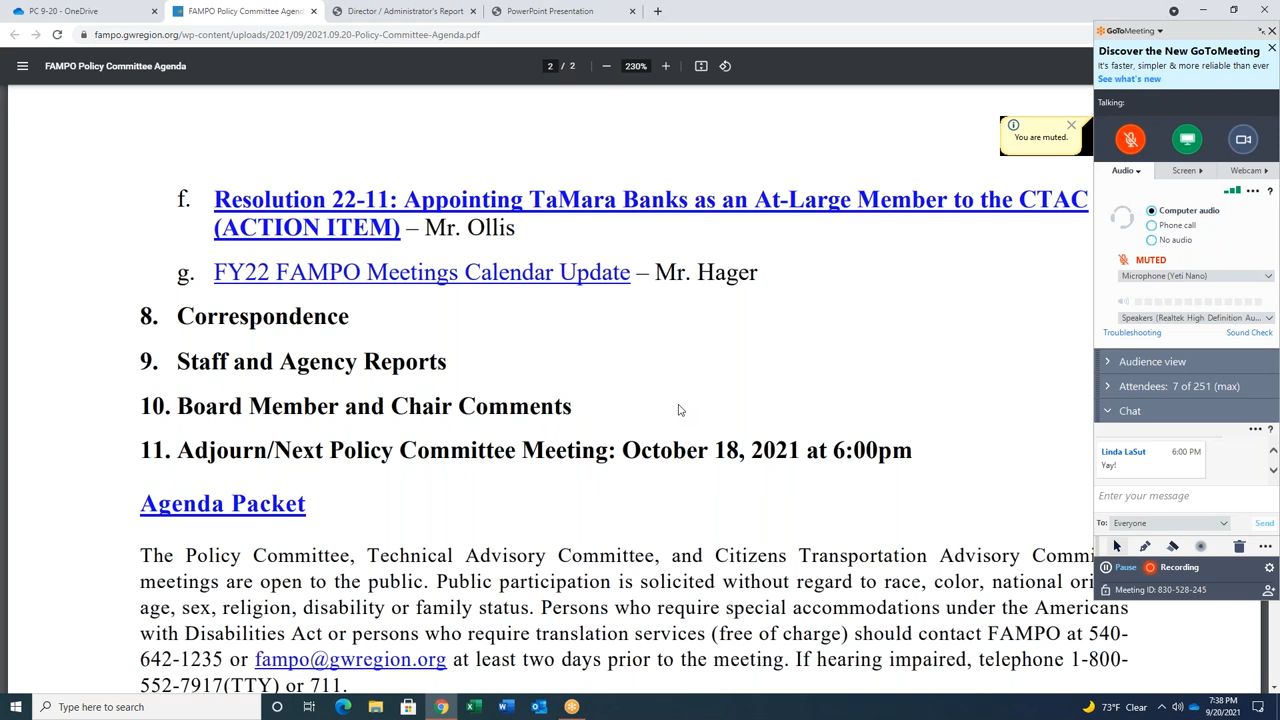 PC 9-20 - OneDrive
FAMPO Policy Committee Agend
Director / Administrator's Report
PowerPoint Presentation
fampo.gwregion.org/wp-content/uploads/2021/09/2021.09.20-Policy-Committee-Agenda.pdf
FAMPO Policy Committee Agenda
2 / 2
230%
GoToMeeting
Discover the New GoToMeeting
It's faster, simpler & more reliable than ever
See what's new
Talking:
You are muted.
Audio
Screen
Webcam
Computer audio
Phone call
No audio
MUTED
Microphone (Yeti Nano)
Speakers (Realtek High Definition Au...
Troubleshooting
Sound Check
Audience view
Attendees: 7 of 251 (max)
Chat
Linda LaSut
6:00 PM
Yay!
Enter your message
To: Everyone
Send
Pause
Recording
Meeting ID: 830-528-245
f. Resolution 22-11: Appointing TaMara Banks as an At-Large Member to the CTAC
(ACTION ITEM) – Mr. Ollis
g. FY22 FAMPO Meetings Calendar Update – Mr. Hager
8. Correspondence
9. Staff and Agency Reports
10. Board Member and Chair Comments
11. Adjourn/Next Policy Committee Meeting: October 18, 2021 at 6:00pm
Agenda Packet
The Policy Committee, Technical Advisory Committee, and Citizens Transportation Advisory Comm
meetings are open to the public. Public participation is solicited without regard to race, color, national ori
age, sex, religion, disability or family status. Persons who require special accommodations under the Americans
with Disabilities Act or persons who require translation services (free of charge) should contact FAMPO at 540-
642-1235 or fampo@gwregion.org at least two days prior to the meeting. If hearing impaired, telephone 1-800-
552-7917(TTY) or 711.
Type here to search
73°F Clear
7:38 PM
9/20/2021